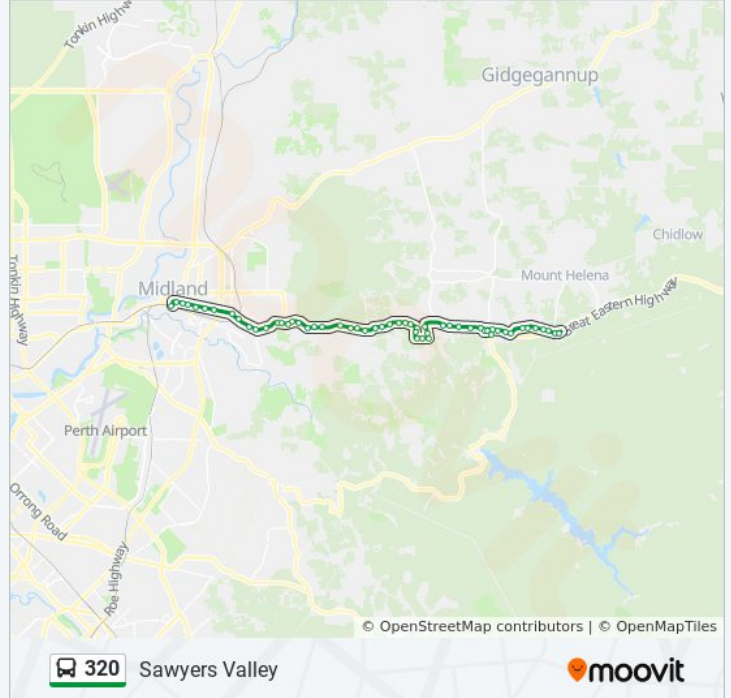 Tonkin Highw
Gidgegannup
Chidlow
Tonkin Highway
Midland
Mount Helena
Great Eastern Highway
Perth Airport
Orrong Road
Roe Highway
© OpenStreetMap contributors | © OpenMapTiles
320 Sawyers Valley
moovit